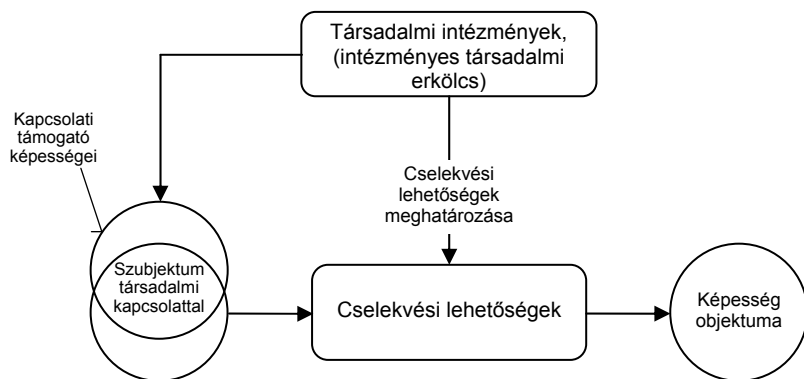 Társadalmi intézmények,
(intézményes társadalmi
erkölcs)
Kapcsolati
támogató
képességei
Cselekvési
lehetőségek
meghatározása
Szubjektum
társadalmi
kapcsolattal
Cselekvési lehetőségek
Képesség
objektuma